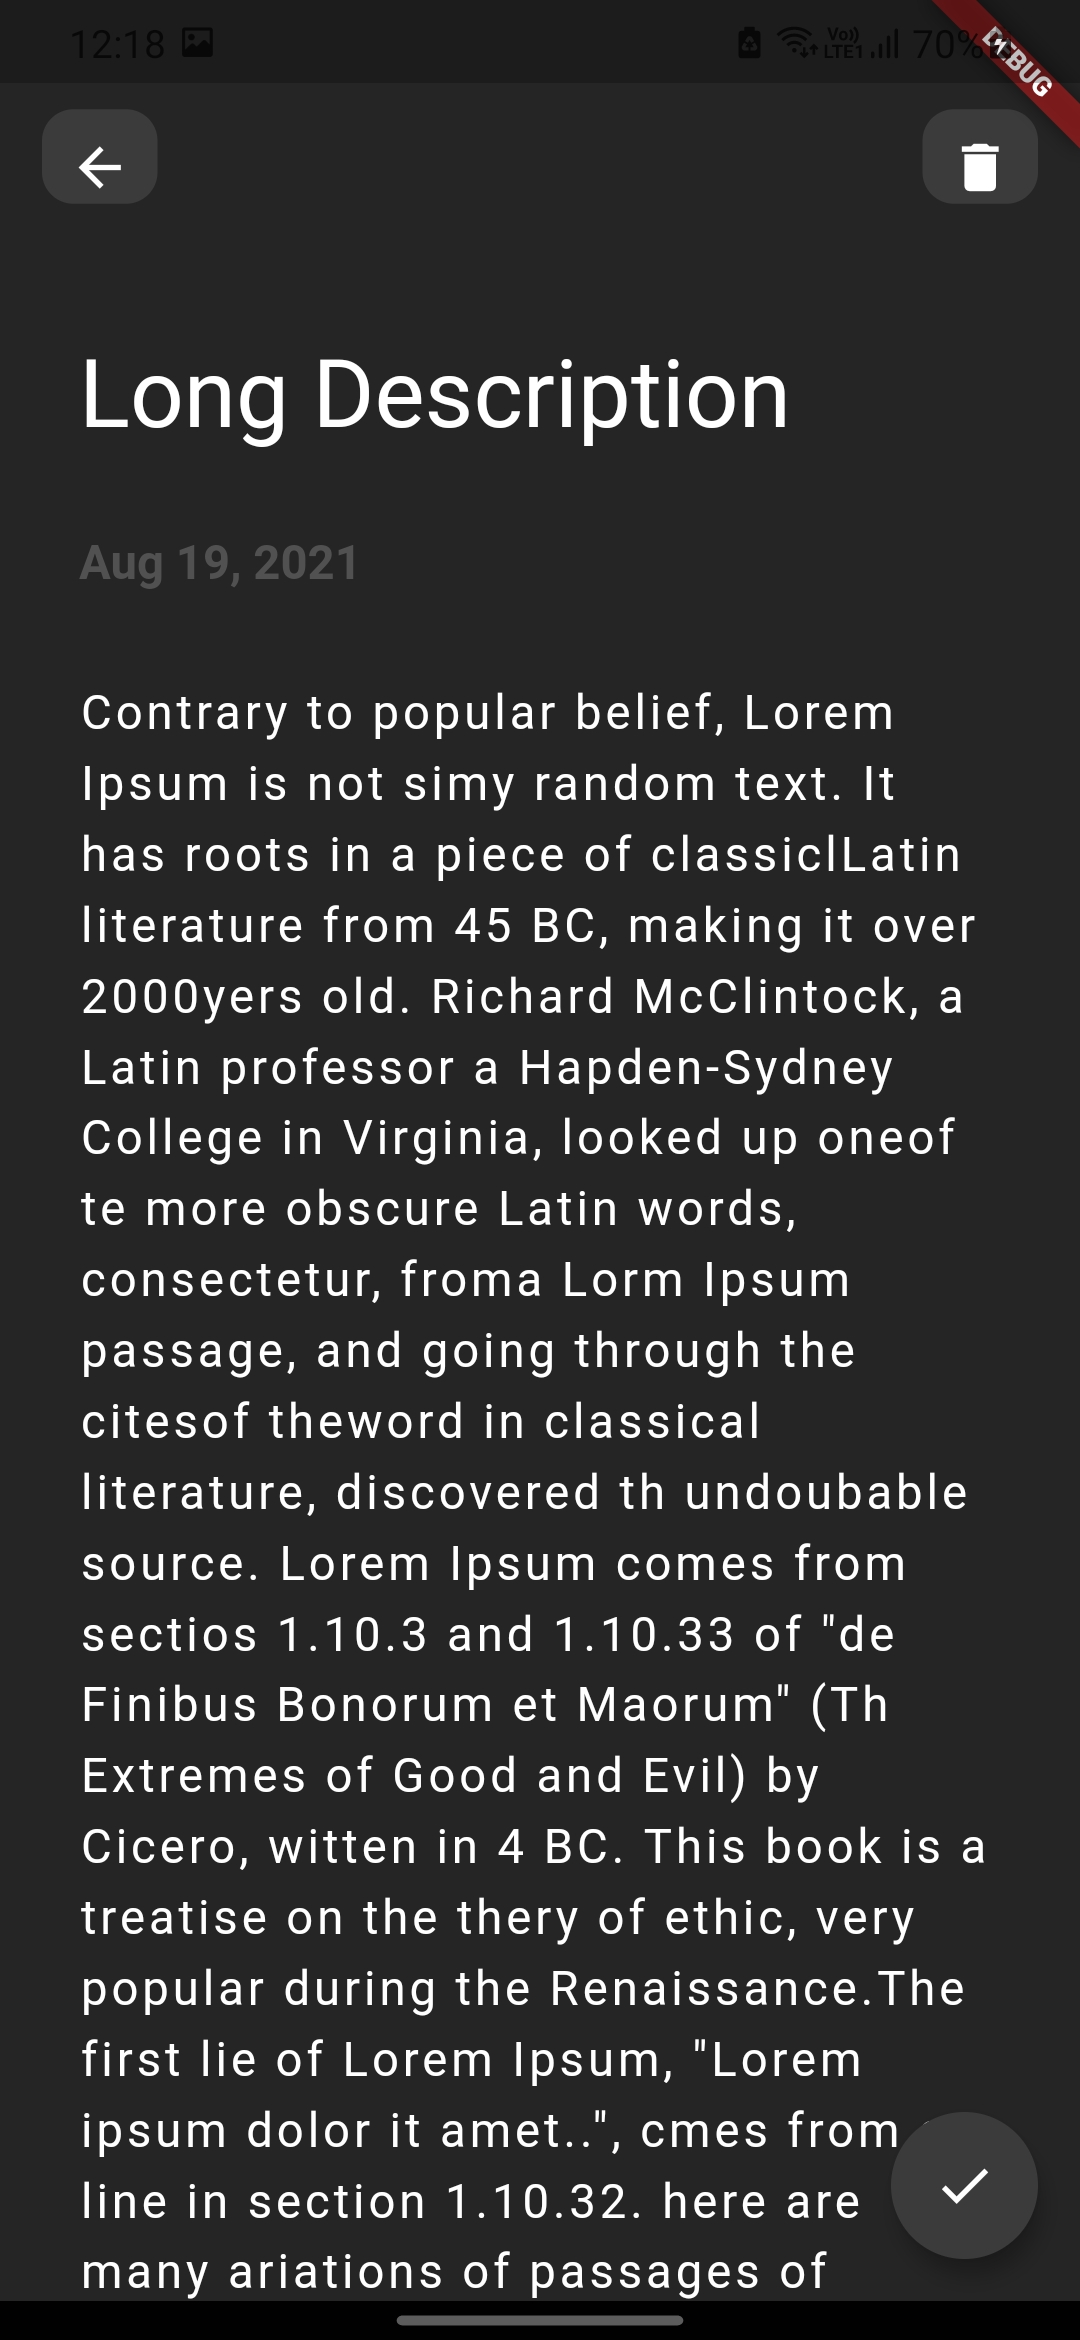 12:18
Vo)) LTE1 70%
DEBUG
Long Description
Aug 19, 2021
Contrary to popular belief, Lorem
Ipsum is not simy random text. It
has roots in a piece of classiclLatin
literature from 45 BC, making it over
2000yers old. Richard McClintock, a
Latin professor a Hapden-Sydney
College in Virginia, looked up oneof
te more obscure Latin words,
consectetur, froma Lorm Ipsum
passage, and going through the
citesof theword in classical
literature, discovered th undoubable
source. Lorem Ipsum comes from
sectios 1.10.3 and 1.10.33 of "de
Finibus Bonorum et Maorum" (Th
Extremes of Good and Evil) by
Cicero, witten in 4 BC. This book is a
treatise on the thery of ethic, very
popular during the Renaissance.The
first lie of Lorem Ipsum, "Lorem
ipsum dolor it amet..", cmes from
line in section 1.10.32. here are
many ariations of passages of